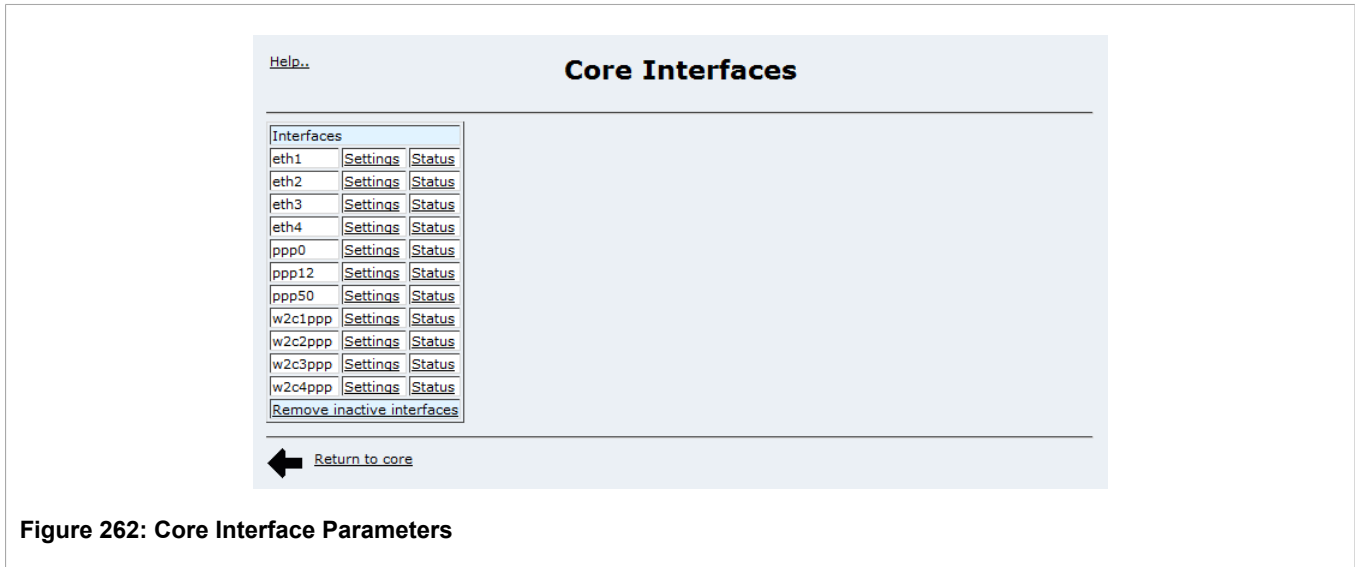 Help..
Core Interfaces
Interfaces
eth1 Settings Status
eth2 Settings Status
eth3 Settings Status
eth4 Settings Status
ppp0 Settings Status
ppp12 Settings Status
ppp50 Settings Status
w2c1ppp Settings Status
w2c2ppp Settings Status
w2c3ppp Settings Status
w2c4ppp Settings Status
Remove inactive interfaces
Return to core
Figure 262: Core Interface Parameters